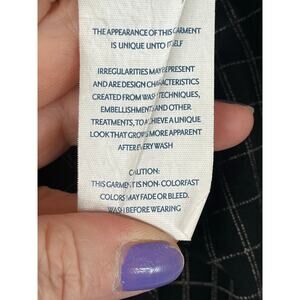 THE APPEARANCE OF THIS GARMENT
IS UNIQUE UNTO ITSELF
IRREGULARITIES MAY PRESENT
AND ARE DESIGN CHARACTERISTICS
CREATED FROM WASH TECHNIQUES,
EMBELLISHMENT AND OTHER
TREATMENTS, TO ACHIEVE A UNIQUE
LOOK THAT GROWS MORE APPARENT
AFTER EVERY WASH
CAUTION:
THIS GARMENT IS NON-COLORFAST
COLORS MAY FADE OR BLEED.
WASH BEFORE WEARING